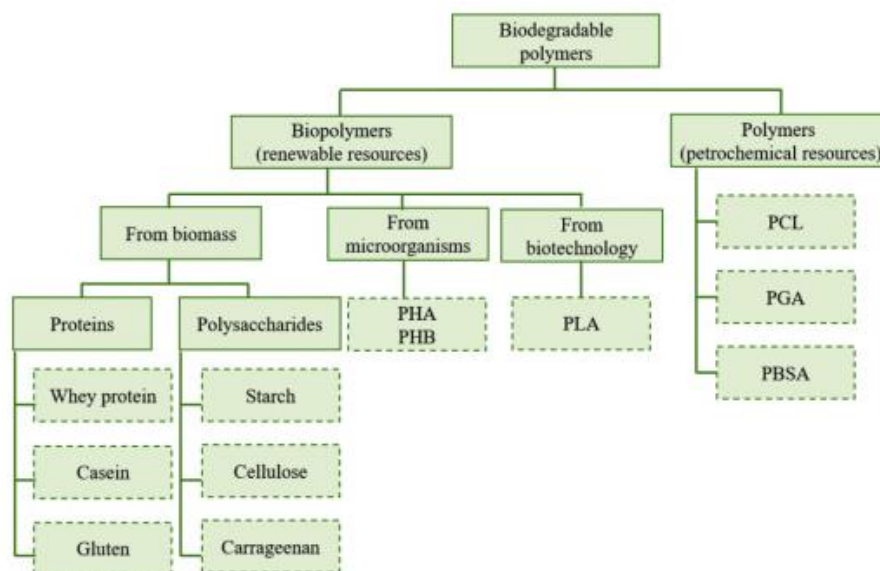 Biodegradable
polymers
Biopolymers
(renewable resources)
Polymers
(petrochemical resources)
From biomass
From
microorganisms
From
biotechnology
PCL
PGA
PBSA
Proteins
Polysaccharides
PHA
PHB
PLA
Whey protein
Starch
Casein
Cellulose
Gluten
Carrageenan